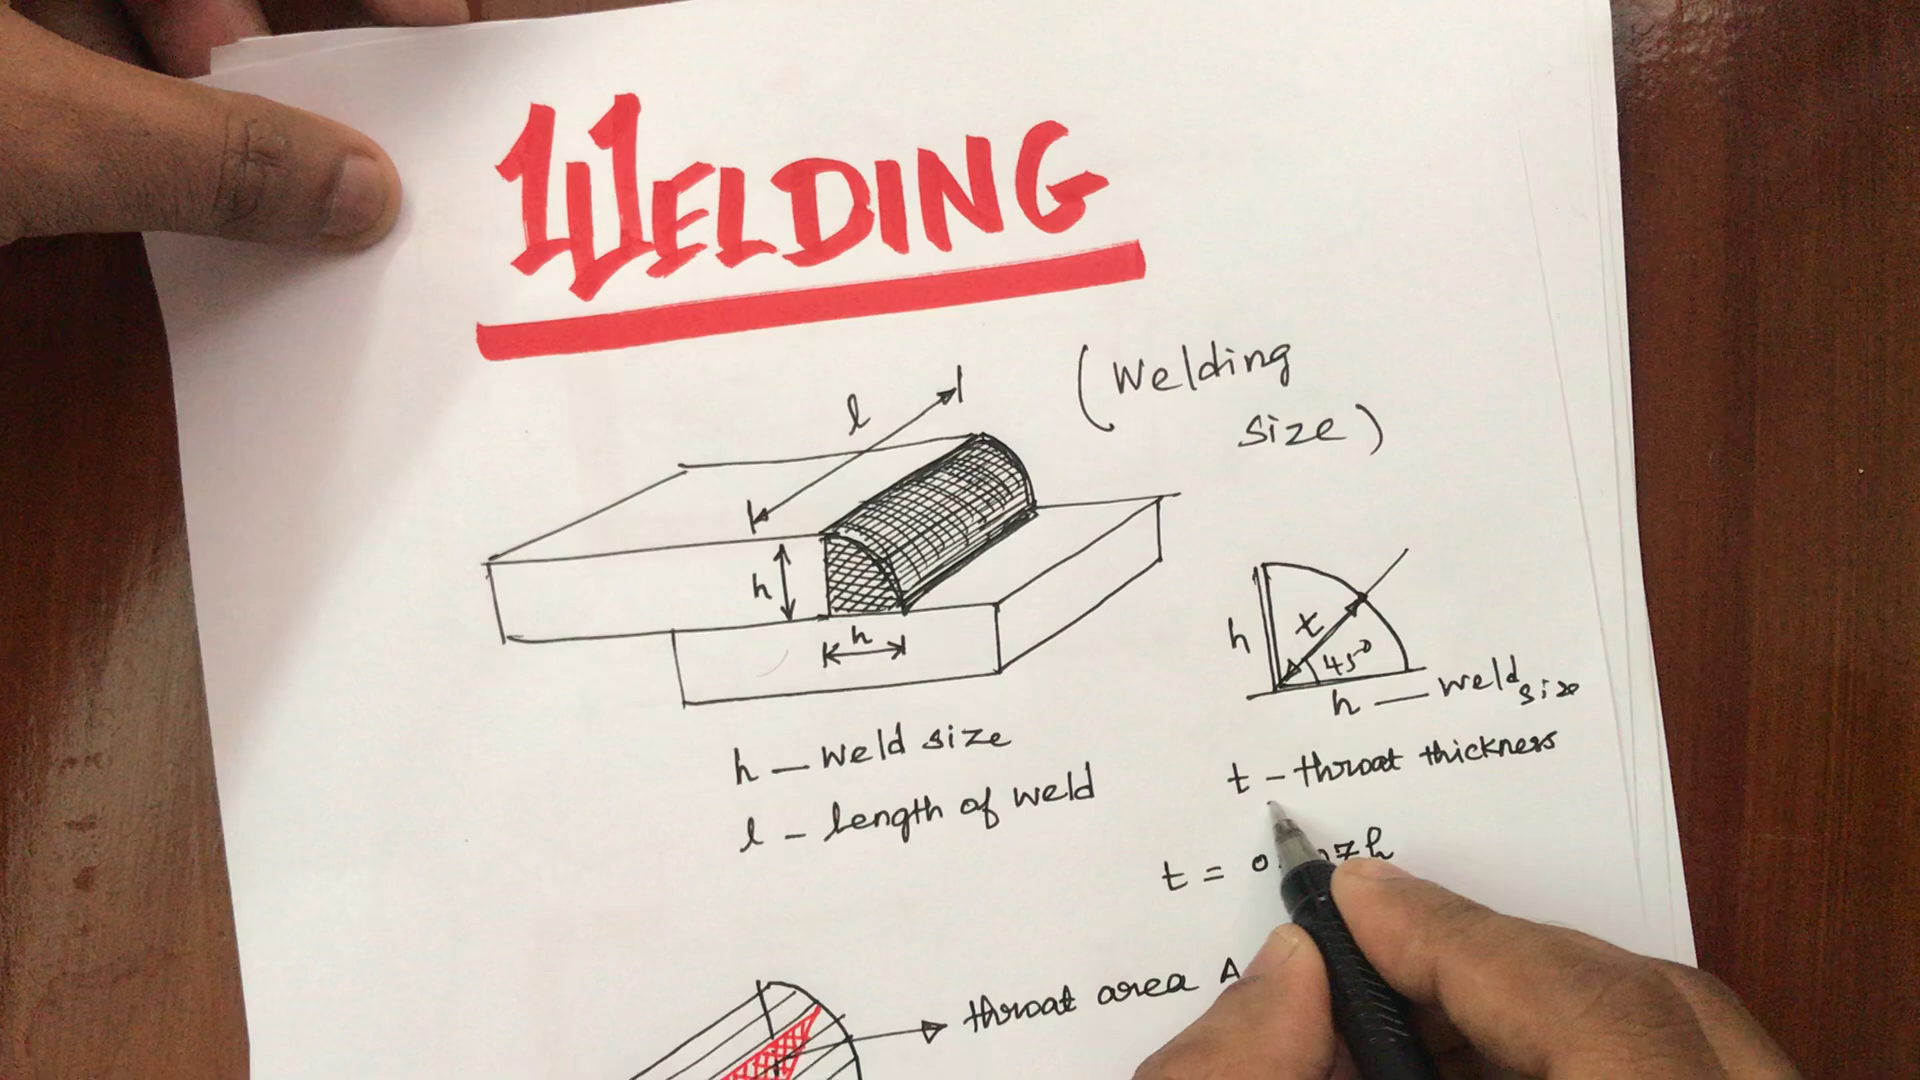 WELDING
(Welding
size)
l
h
h
h
t
45°
h — weld size
h — weld size
l - length of weld
t - throat thickness
t =
throat area A